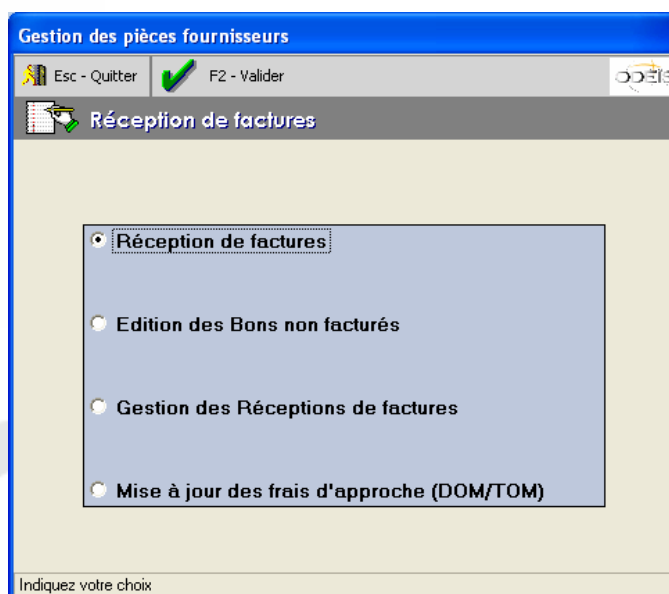 Gestion des pièces fournisseurs
Esc - Quitter F2 - Valider
Réception de factures
Réception de factures
Edition des Bons non facturés
Gestion des Réceptions de factures
Mise à jour des frais d'approche (DOM/TOM)
Indiquez votre choix